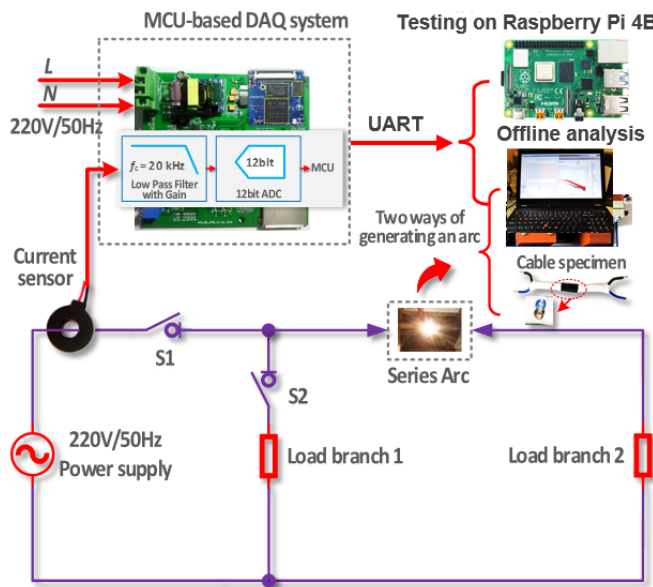 MCU-based DAQ system
Testing on Raspberry Pi 4B
L
N
220V/50Hz
UART
fc = 20 kHz
Low Pass Filter
with Gain
12bit
12bit ADC
MCU
Offline analysis
Two ways of
generating an arc
Cable specimen
Current
sensor
S1
S2
Series Arc
220V/50Hz
Power supply
Load branch 1
Load branch 2